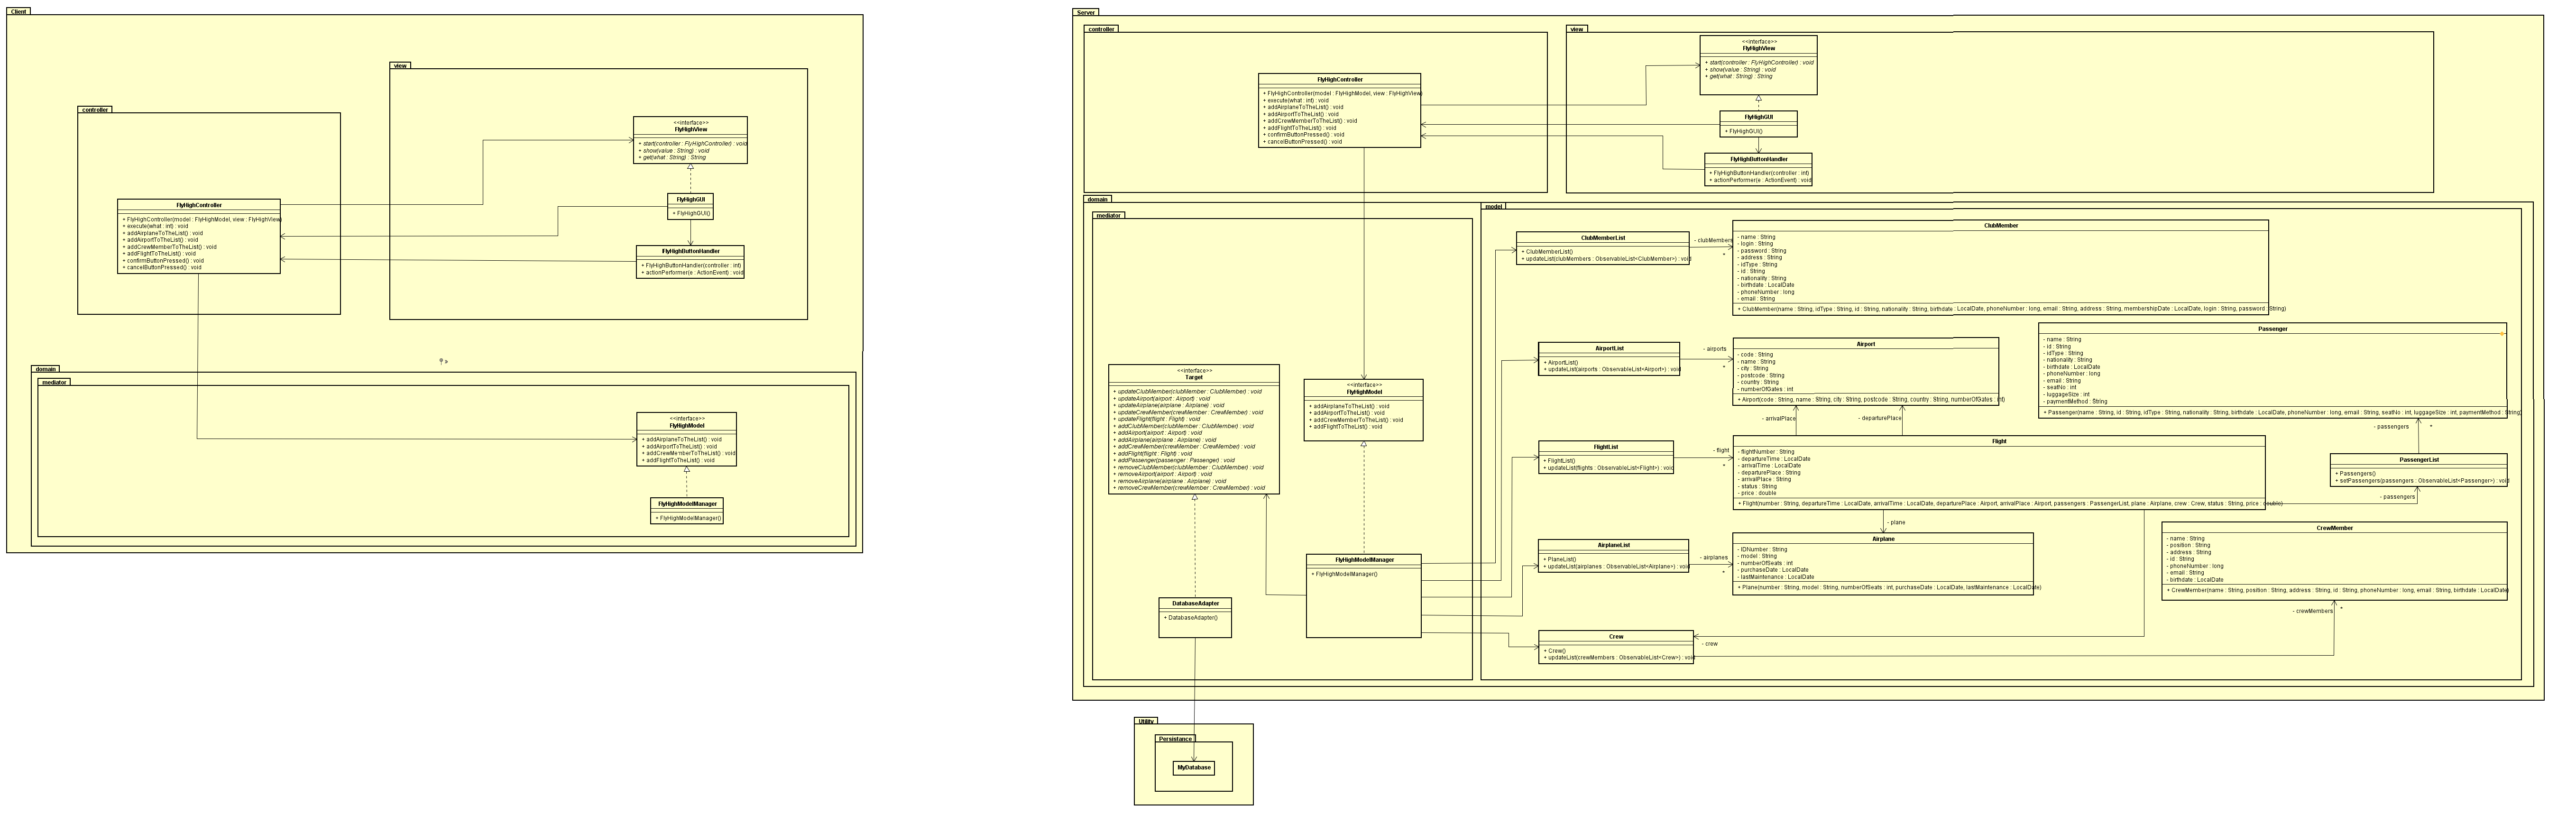 Client
controller
FlyHighController
+ FlyHighController(model : FlyHighModel, view : FlyHighView)
+ execute(what : int) : void
+ addAirplaneToTheList() : void
+ addAirportToTheList() : void
+ addCrewMemberToTheList() : void
+ addFlightToTheList() : void
+ confirmButtonPressed() : void
+ cancelButtonPressed() : void
view
<<interface>>
FlyHighView
+ start(controller : FlyHighController) : void
+ show(value : String) : void
+ get(what : String) : String
FlyHighGUI
+ FlyHighGUI()
FlyHighButtonHandler
+ FlyHighButtonHandler(controller : int)
+ actionPerformer(e : ActionEvent) : void
domain
mediator
<<interface>>
FlyHighModel
+ addAirplaneToTheList() : void
+ addAirportToTheList() : void
+ addCrewMemberToTheList() : void
+ addFlightToTheList() : void
FlyHighModelManager
+ FlyHighModelManager()
Server
controller
FlyHighController
+ FlyHighController(model : FlyHighModel, view : FlyHighView)
+ execute(what : int) : void
+ addAirplaneToTheList() : void
+ addAirportToTheList() : void
+ addCrewMemberToTheList() : void
+ addFlightToTheList() : void
+ confirmButtonPressed() : void
+ cancelButtonPressed() : void
view
<<interface>>
FlyHighView
+ start(controller : FlyHighController) : void
+ show(value : String) : void
+ get(what : String) : String
FlyHighGUI
+ FlyHighGUI()
FlyHighButtonHandler
+ FlyHighButtonHandler(controller : int)
+ actionPerformer(e : ActionEvent) : void
domain
mediator
<<interface>>
Target
+ updateClubMember(clubMember : ClubMember) : void
+ updateAirport(airport : Airport) : void
+ updateAirplane(airplane : Airplane) : void
+ updateCrewMember(crewMember : CrewMember) : void
+ updateFlight(flight : Flight) : void
+ addClubMember(clubMember : ClubMember) : void
+ addAirport(airport : Airport) : void
+ addAirplane(airplane : Airplane) : void
+ addCrewMember(crewMember : CrewMember) : void
+ addFlight(flight : Flight) : void
+ addPassenger(passenger : Passenger) : void
+ removeClubMember(clubMember : ClubMember) : void
+ removeAirport(airport : Airport) : void
+ removeAirplane(airplane : Airplane) : void
+ removeCrewMember(crewMember : CrewMember) : void
<<interface>>
FlyHighModel
+ addAirplaneToTheList() : void
+ addAirportToTheList() : void
+ addCrewMemberToTheList() : void
+ addFlightToTheList() : void
DatabaseAdapter
+ DatabaseAdapter()
FlyHighModelManager
+ FlyHighModelManager()
model
ClubMemberList
+ ClubMemberList()
+ updateList(clubMembers : ObservableList<ClubMember>) : void
- clubMembers
*
ClubMember
- name : String
- login : String
- password : String
- address : String
- idType : String
- id : String
- nationality : String
- birthdate : LocalDate
- phoneNumber : long
- email : String
+ ClubMember(name : String, idType : String, id : String, nationality : String, birthdate : LocalDate, phoneNumber : long, email : String, address : String, membershipDate : LocalDate, login : String, password : String)
AirportList
+ AirportList()
+ updateList(airports : ObservableList<Airport>) : void
- airports
*
Airport
- code : String
- name : String
- city : String
- postcode : String
- country : String
- numberOfGates : int
+ Airport(code : String, name : String, city : String, postcode : String, country : String, numberOfGates : int)
- arrivalPlace
- departurePlace
Passenger
- name : String
- id : String
- idType : String
- nationality : String
- birthdate : LocalDate
- phoneNumber : long
- email : String
- seatNo : int
- luggageSize : int
- paymentMethod : String
+ Passenger(name : String, id : String, idType : String, nationality : String, birthdate : LocalDate, phoneNumber : long, email : String, seatNo : int, luggageSize : int, paymentMethod : String)
- passengers
*
FlightList
+ FlightList()
+ updateList(flights : ObservableList<Flight>) : void
- flight
*
Flight
- flightNumber : String
- departureTime : LocalDate
- arrivalTime : LocalDate
- departurePlace : String
- arrivalPlace : String
- status : String
- price : double
+ Flight(number : String, departureTime : LocalDate, arrivalTime : LocalDate, departurePlace : Airport, arrivalPlace : Airport, passengers : PassengerList, plane : Airplane, crew : Crew, status : String, price : double)
PassengerList
+ Passengers()
+ setPassengers(passengers : ObservableList<Passenger>) : void
- passengers
- plane
AirplaneList
+ PlaneList()
+ updateList(airplanes : ObservableList<Airplane>) : void
- airplanes
*
Airplane
- IDNumber : String
- model : String
- numberOfSeats : int
- purchaseDate : LocalDate
- lastMaintenance : LocalDate
+ Plane(number : String, model : String, numberOfSeats : int, purchaseDate : LocalDate, lastMaintenance : LocalDate)
CrewMember
- name : String
- position : String
- address : String
- id : String
- phoneNumber : long
- email : String
- birthdate : LocalDate
+ CrewMember(name : String, position : String, address : String, id : String, phoneNumber : long, email : String, birthdate : LocalDate)
- crewMembers
*
Crew
+ Crew()
+ updateList(crewMembers : ObservableList<Crew>) : void
- crew
Utility
Persistance
MyDatabase